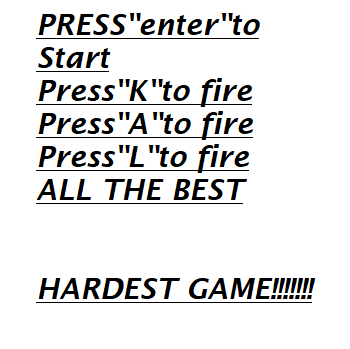 PRESS"enter"to
Start
Press"K"to fire
Press"A"to fire
Press"L"to fire
ALL THE BEST
HARDEST GAME!!!!!!!